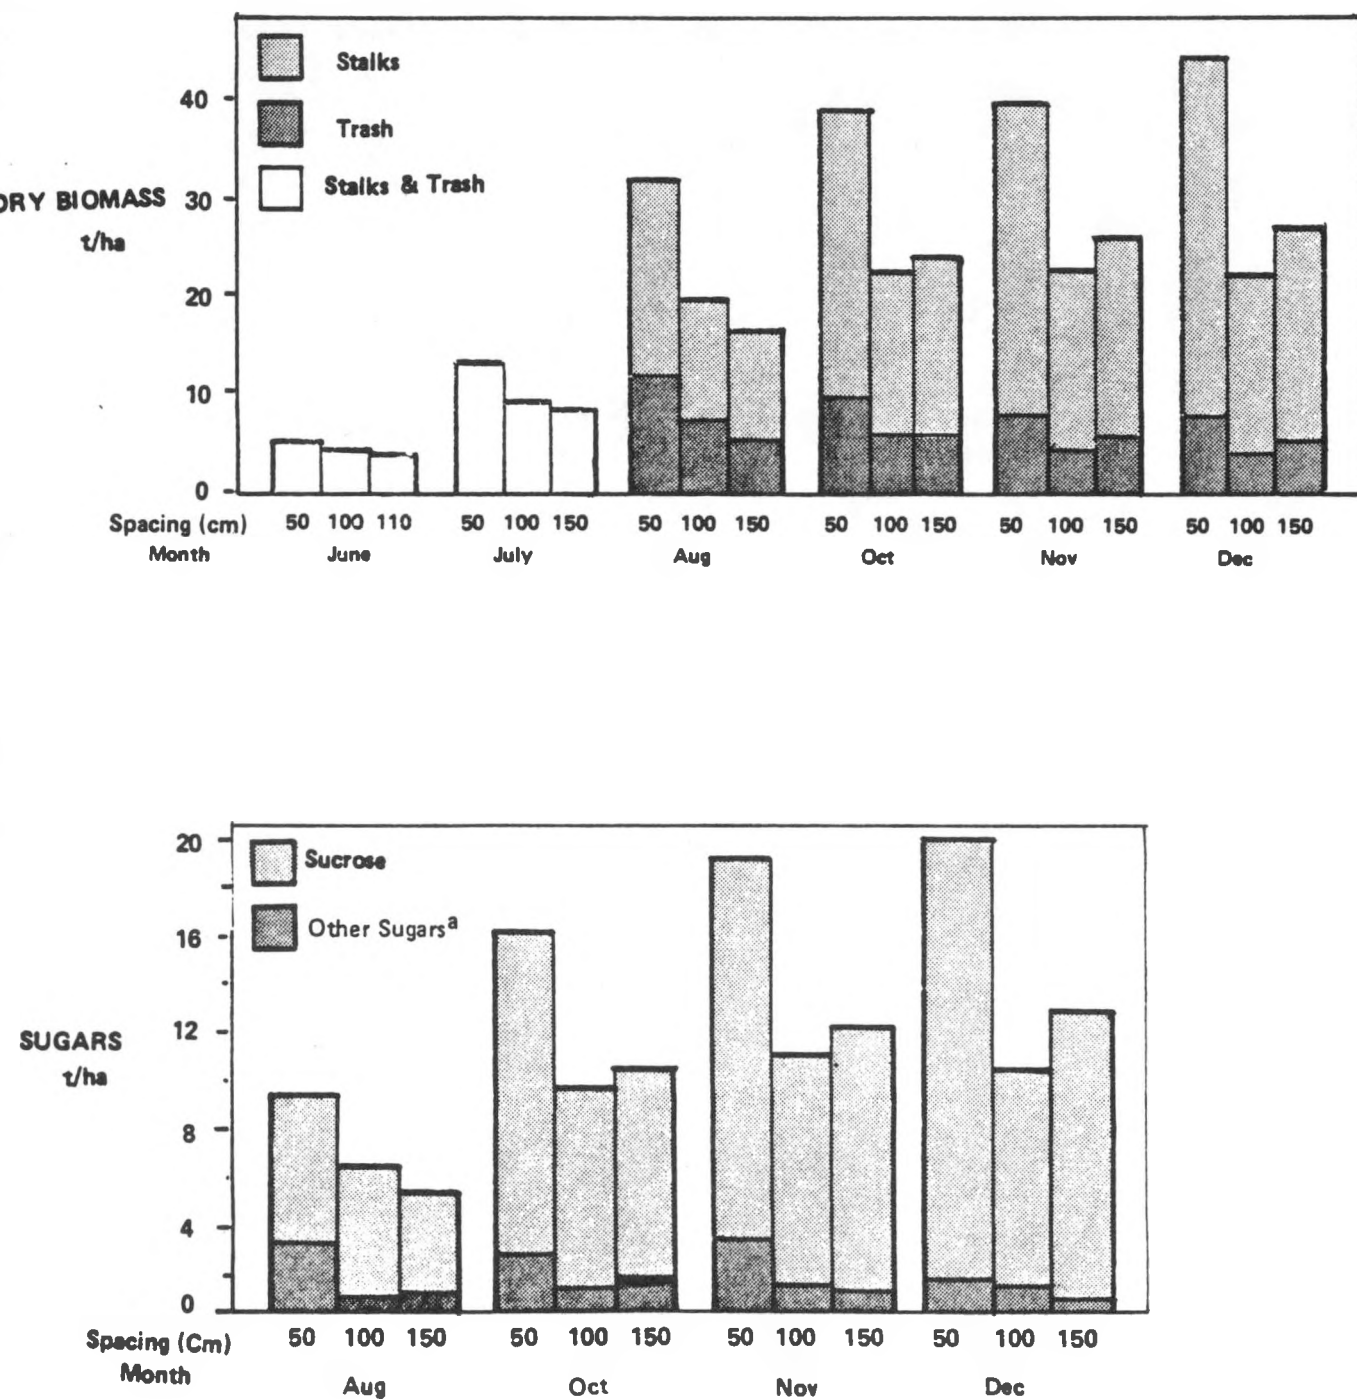 Stalks
40
Trash
DRY BIOMASS 30
Stalks & Trash
t/ha
20
10
0
Spacing (cm) 50 100 110 50 100 150 50 100 150 50 100 150 50 100 150 50 100 150
Month June July Aug Oct Nov Dec
20
Sucrose
16
Other Sugars^a
12
SUGARS
t/ha
8
4
0
Spacing (Cm) 50 100 150 50 100 150 50 100 150 50 100 150
Month
Aug Oct Nov Dec